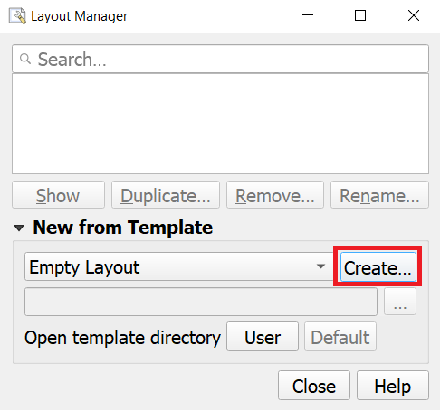 Layout Manager
Search...
Show Duplicate... Remove... Rename...
New from Template
Empty Layout Create...
...
Open template directory User Default
Close Help